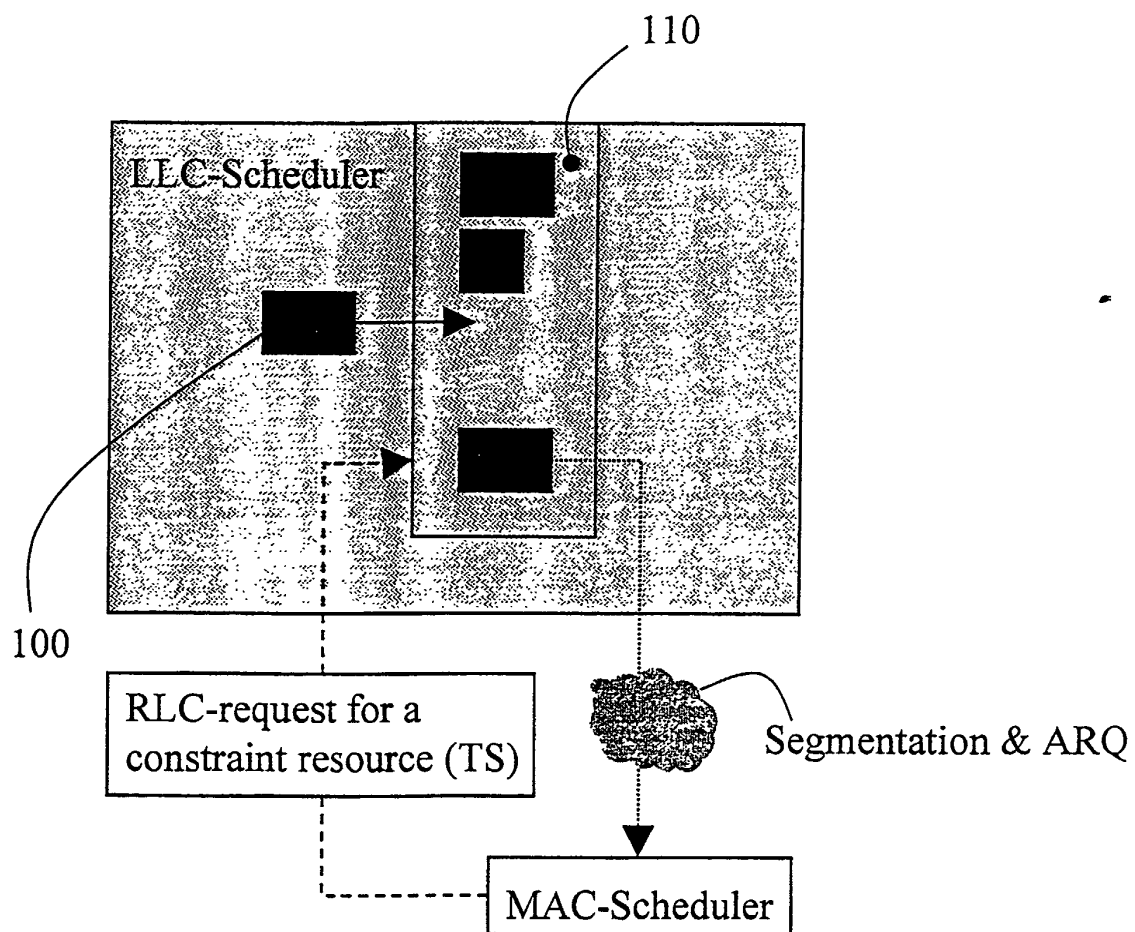 110
LLC-Scheduler
100
RLC-request for a
constraint resource (TS)
Segmentation & ARQ
MAC-Scheduler